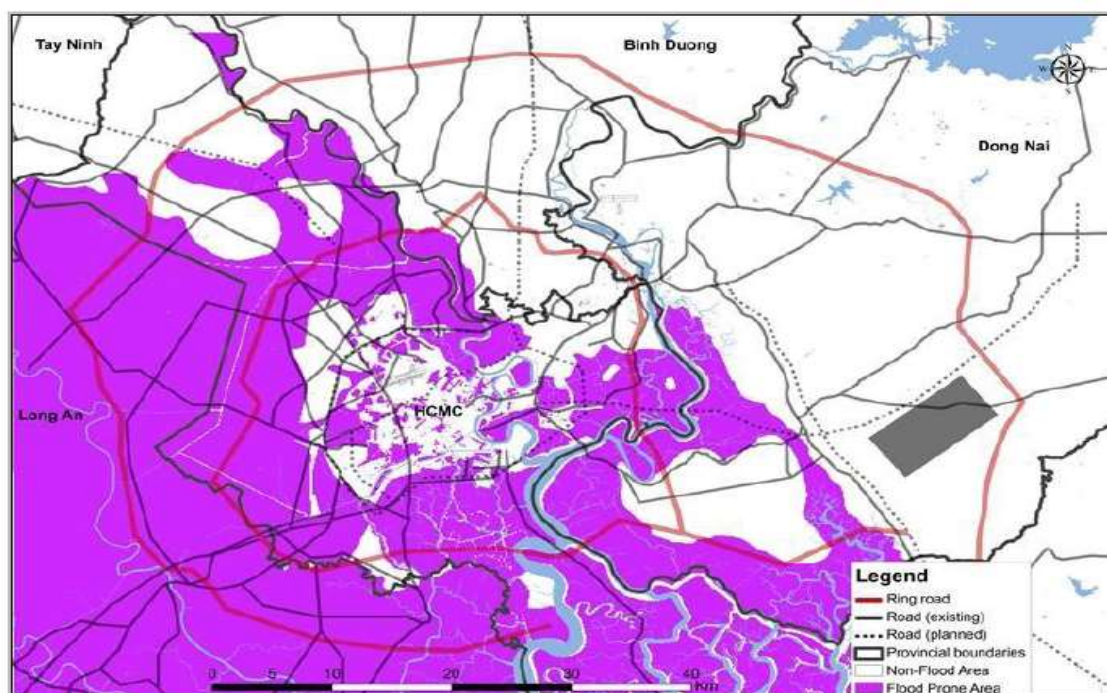 Tay Ninh
Binh Duong
N
W
E
S
Dong Nai
Long An
HCMC
Legend
Ring road
Road (existing)
Road (planned)
Provincial boundaries
Non-Flood Area
Flood Prone Area
0 10 20 30 40
Km